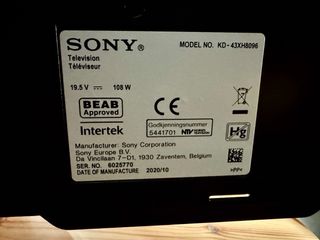 SONY®
MODEL NO. KD-43XH8096
Television
Téléviseur
19.5 V ⎓ 108 W
BEAB
Approved
Intertek
CE
Godkjenningsnummer
5441701
Hg
Manufacturer: Sony Corporation
Sony Europe B.V.
Da Vincilaan 7-D1, 1930 Zaventem, Belgium
SER. NO. 6025770
DATE OF MANUFACTURE 2020/10
>PP<